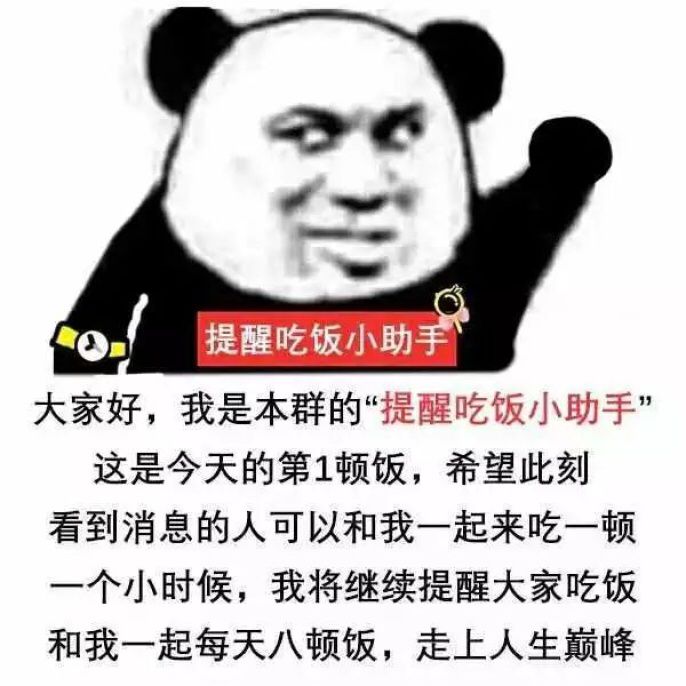 提醒吃饭小助手
大家好，我是本群的“提醒吃饭小助手”
这是今天的第1顿饭，希望此刻
看到消息的人可以和我一起来吃一顿
一个小时候，我将继续提醒大家吃饭
和我一起每天八顿饭，走上人生巅峰